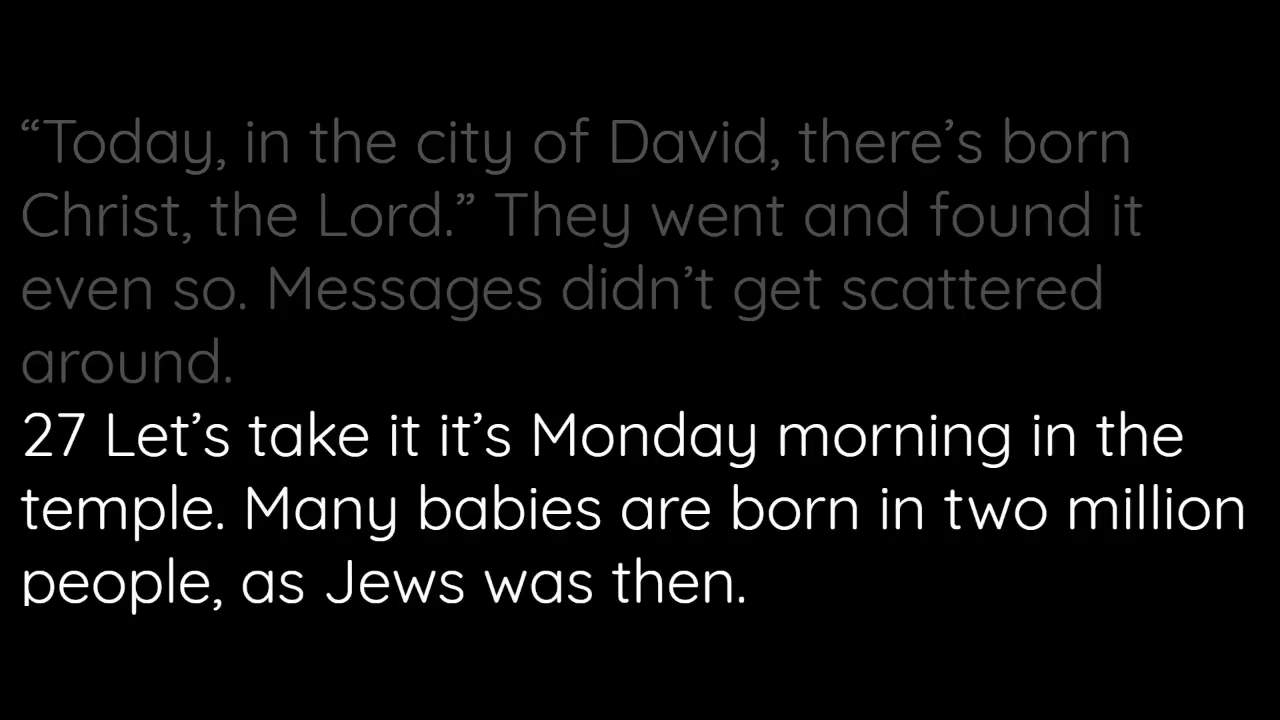 “Today, in the city of David, there’s born
Christ, the Lord.” They went and found it
even so. Messages didn’t get scattered
around.
27 Let’s take it it’s Monday morning in the
temple. Many babies are born in two million
people, as Jews was then.